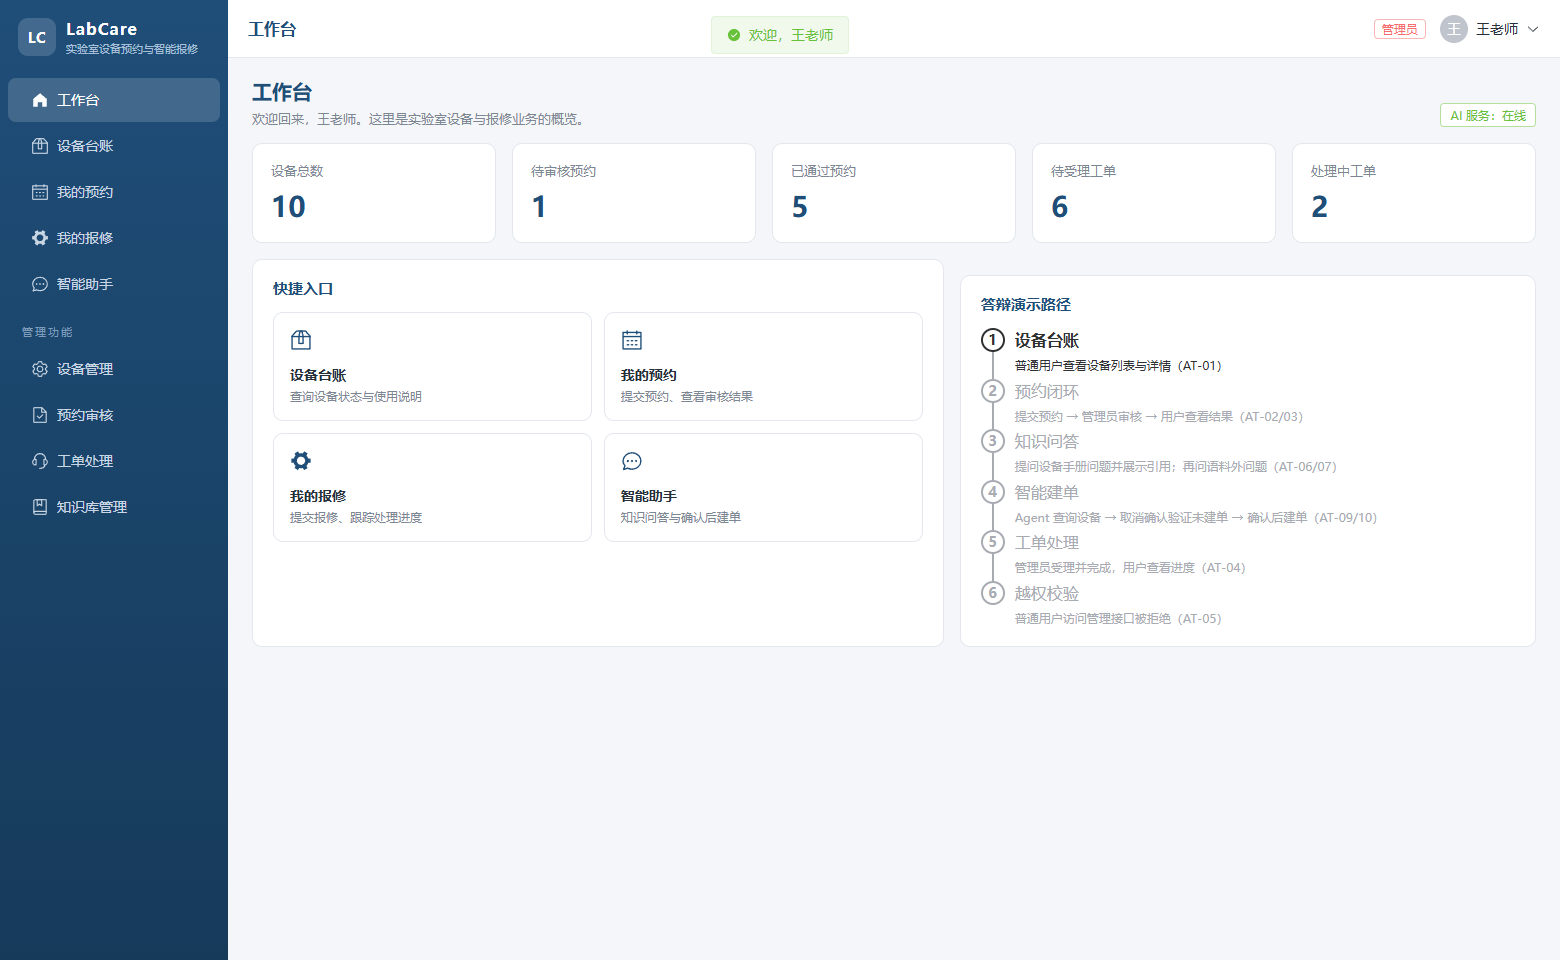 LC
LabCare
实验室设备预约与智能报修
工作台
设备台账
我的预约
我的报修
智能助手
管理功能
设备管理
预约审核
工单处理
知识库管理
工作台
欢迎，王老师
管理员
王
王老师
工作台
欢迎回来，王老师。这里是实验室设备与报修业务的概览。
AI 服务：在线
设备总数
10
待审核预约
1
已通过预约
5
待受理工单
6
处理中工单
2
快捷入口
设备台账
查询设备状态与使用说明
我的预约
提交预约、查看审核结果
我的报修
提交报修、跟踪处理进度
智能助手
知识问答与确认后建单
答辩演示路径
1 设备台账
普通用户查看设备列表与详情（AT-01）
2 预约闭环
提交预约 → 管理员审核 → 用户查看结果（AT-02/03）
3 知识问答
提问设备手册问题并展示引用；再问语料外问题（AT-06/07）
4 智能建单
Agent 查询设备 → 取消确认验证未建单 → 确认后建单（AT-09/10）
5 工单处理
管理员受理并完成，用户查看进度（AT-04）
6 越权校验
普通用户访问管理接口被拒绝（AT-05）